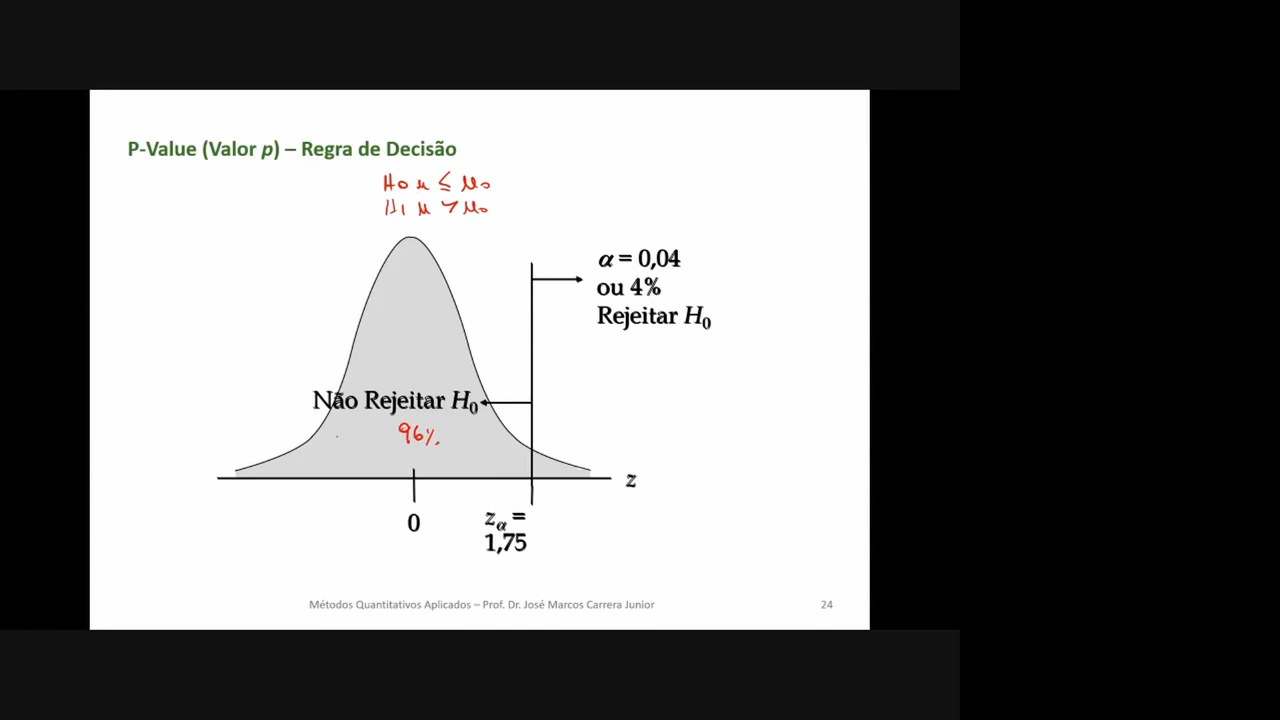 P-Value (Valor p) – Regra de Decisão
H0 μ ≤ μ0
H1 μ > μ0
α = 0,04
ou 4%
Rejeitar H0
Não Rejeitar H0
96%
z
0
zα =
1,75
Métodos Quantitativos Aplicados – Prof. Dr. José Marcos Carrera Junior
24